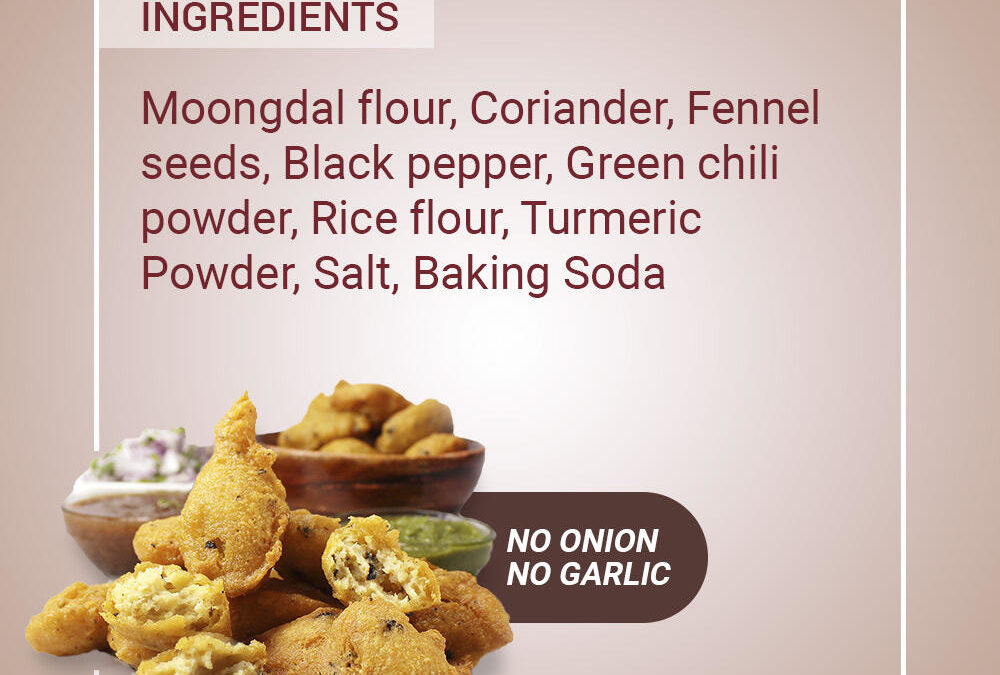 INGREDIENTS
Moongdal flour, Coriander, Fennel
seeds, Black pepper, Green chili
powder, Rice flour, Turmeric
Powder, Salt, Baking Soda
NO ONION
NO GARLIC